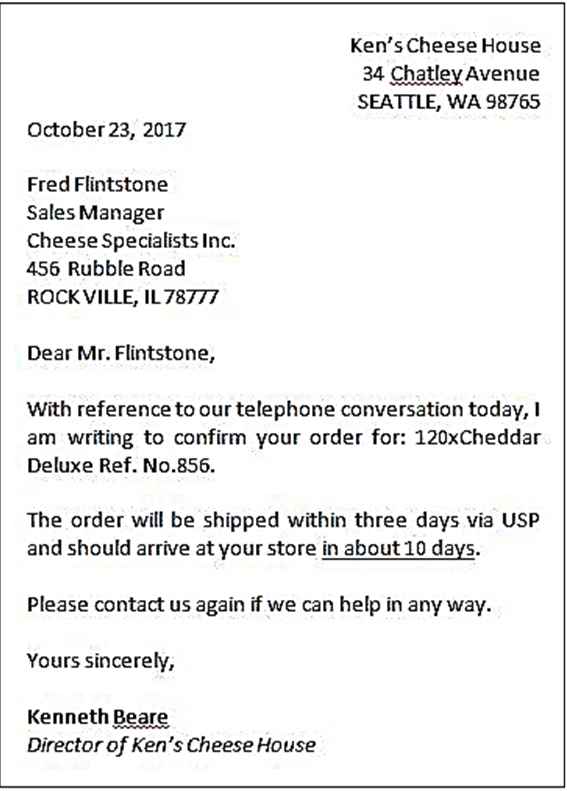 Ken's Cheese House
34 Chatley Avenue
SEATTLE, WA 98765
October 23, 2017
Fred Flintstone
Sales Manager
Cheese Specialists Inc.
456 Rubble Road
ROCKVILLE, IL 78777
Dear Mr. Flintstone,
With reference to our telephone conversation today, I
am writing to confirm your order for: 120xCheddar
Deluxe Ref. No.856.
The order will be shipped within three days via USP
and should arrive at your store in about 10 days.
Please contact us again if we can help in any way.
Yours sincerely,
Kenneth Beare
Director of Ken's Cheese House